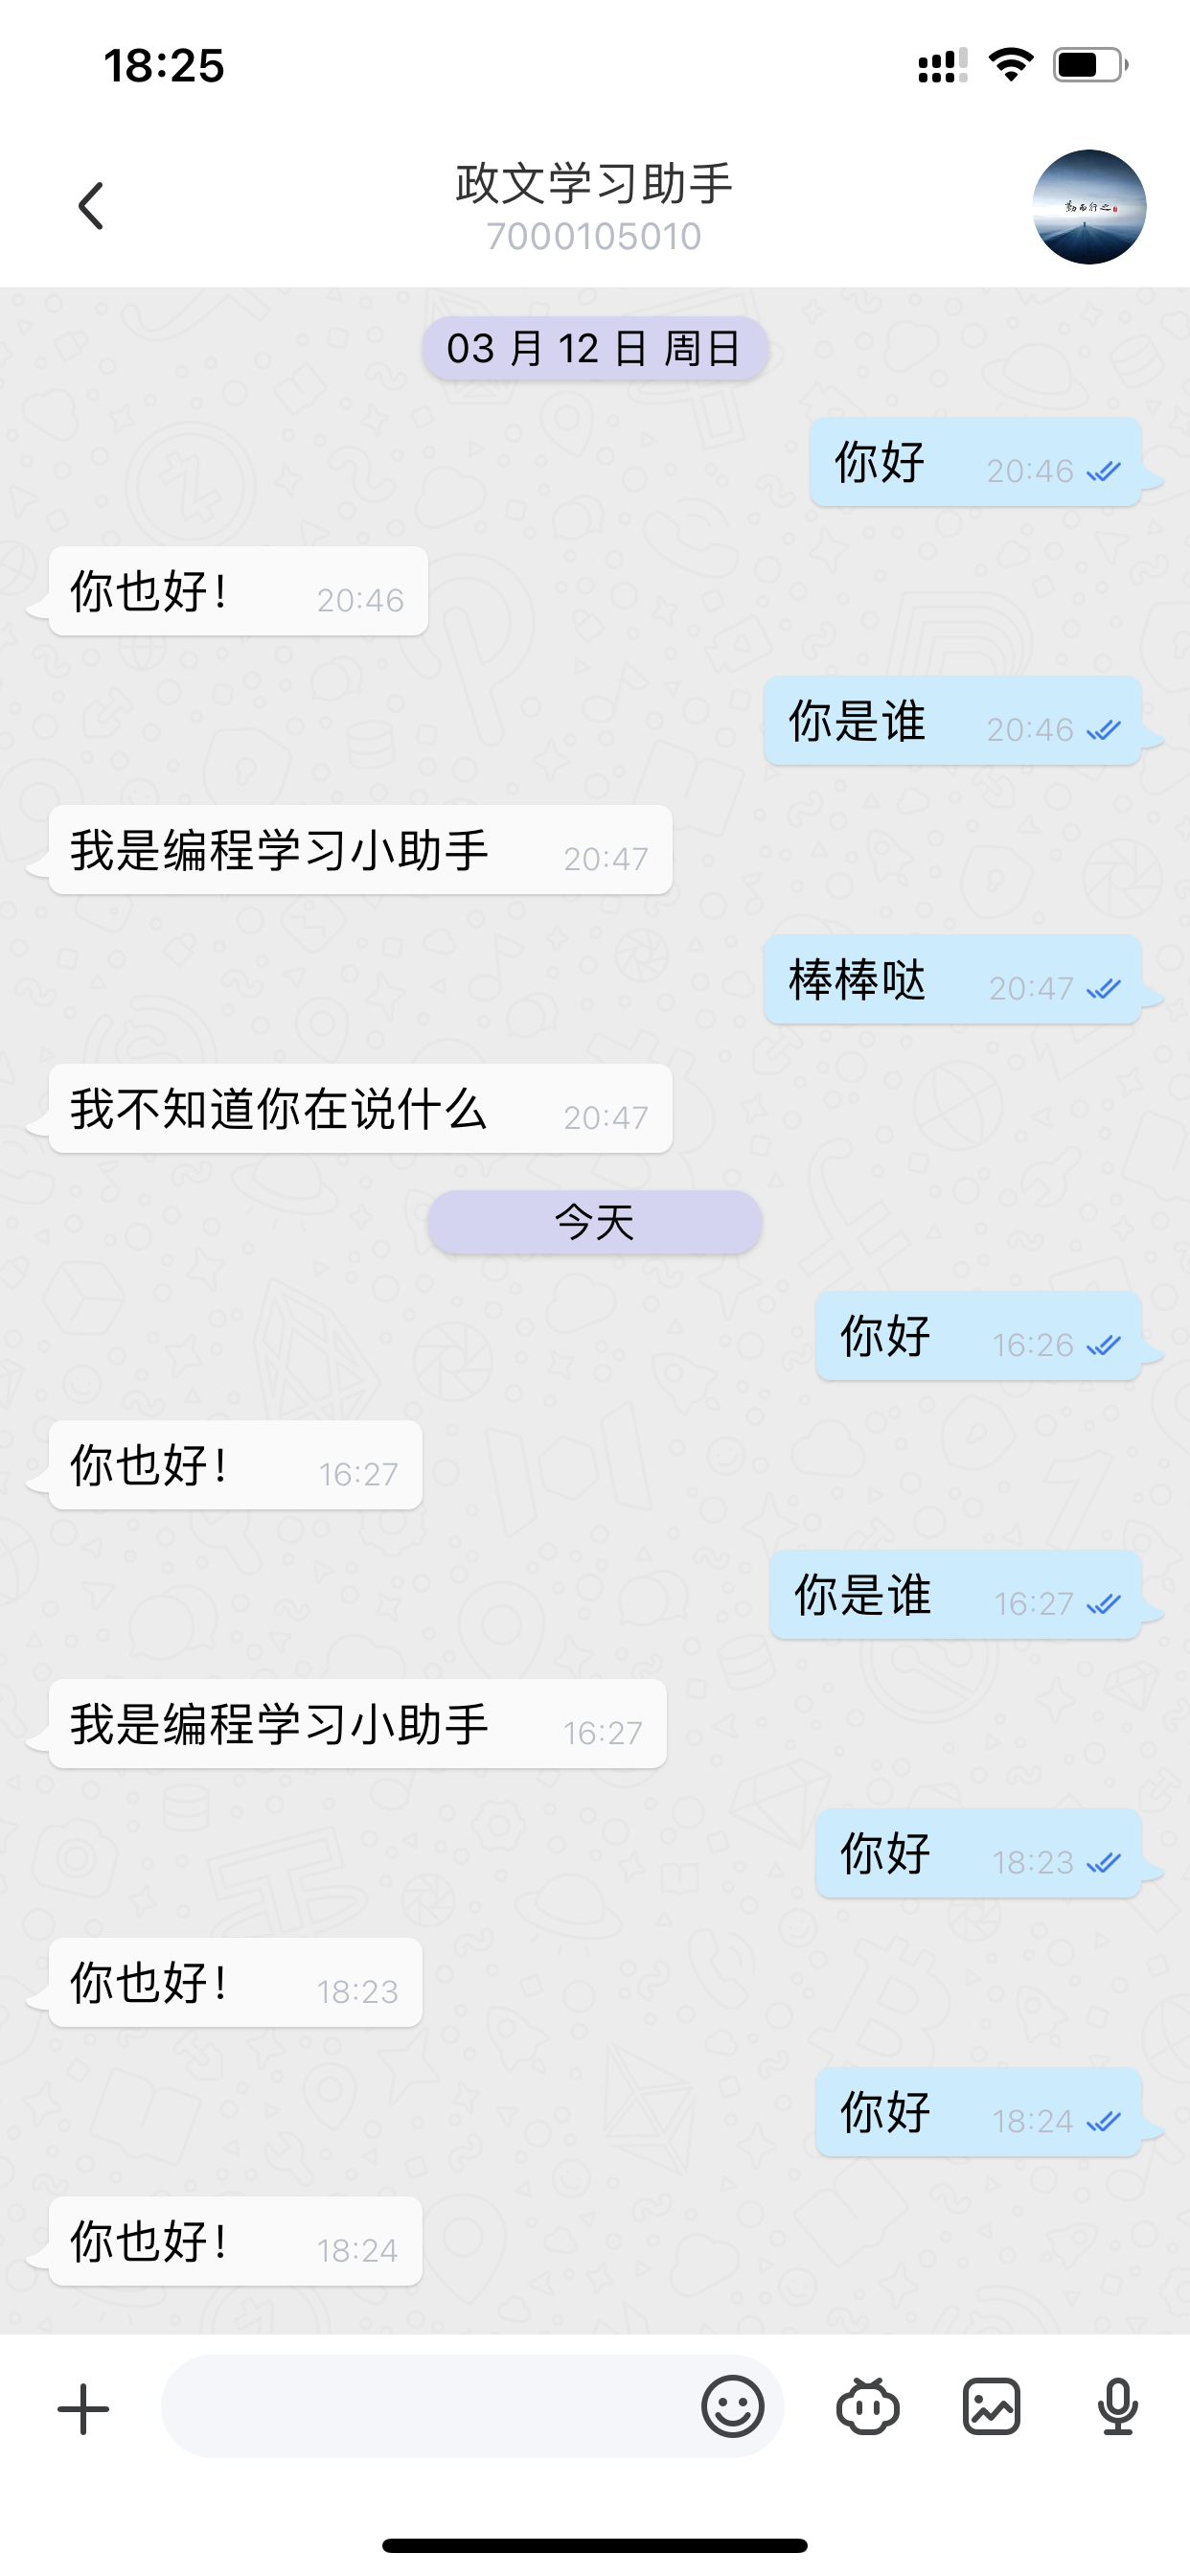 18:25
政文学习助手
7000105010
勤而行之
03 月 12 日 周日
你好 20:46
你也好！ 20:46
你是谁 20:46
我是编程学习小助手 20:47
棒棒哒 20:47
我不知道你在说什么 20:47
今天
你好 16:26
你也好！ 16:27
你是谁 16:27
我是编程学习小助手 16:27
你好 18:23
你也好！ 18:23
你好 18:24
你也好！ 18:24